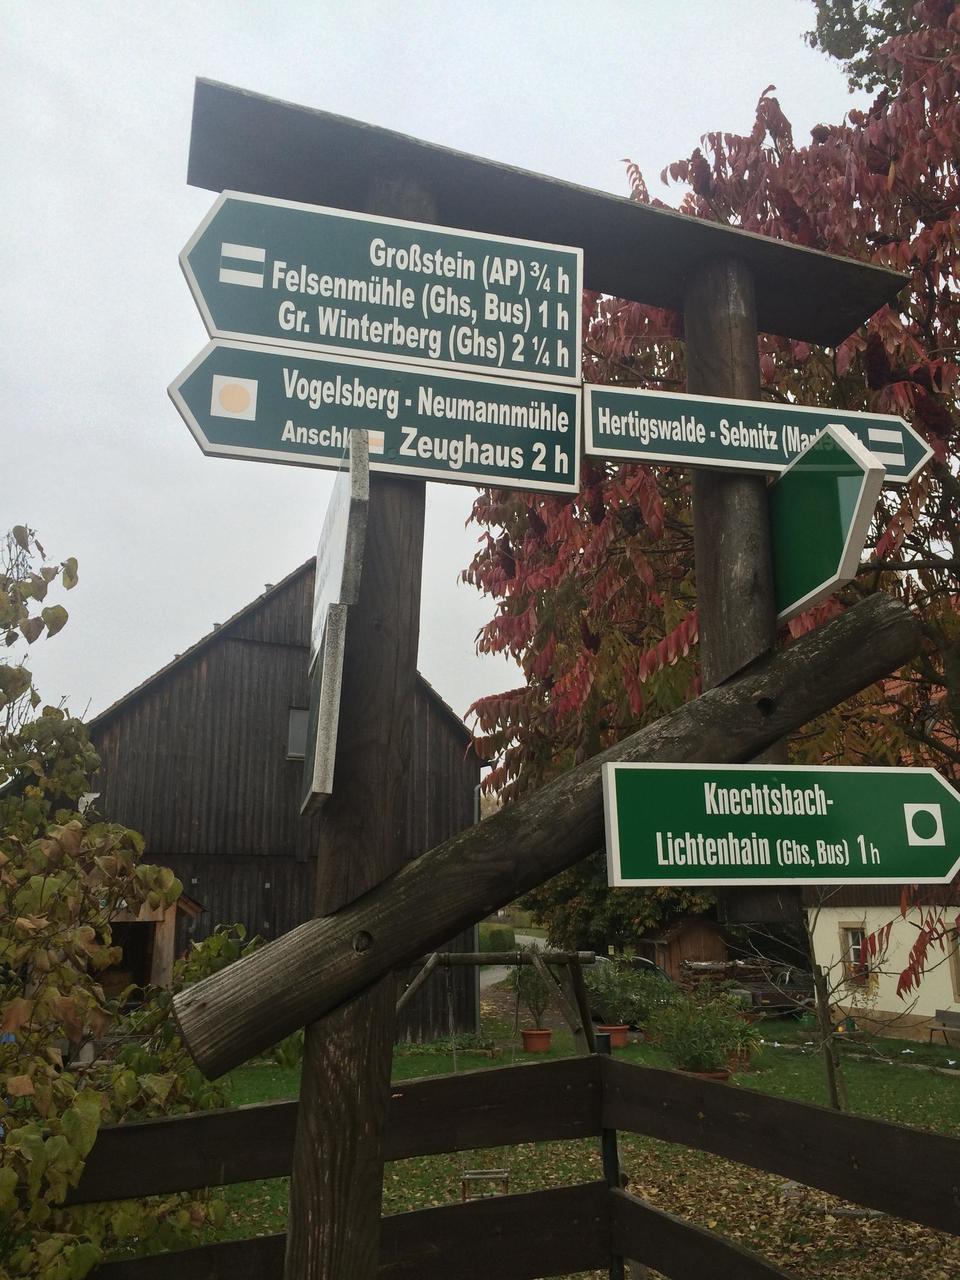 Großstein (AP) ¾ h
Felsenmühle (Ghs, Bus) 1 h
Gr. Winterberg (Ghs) 2 ¼ h
Vogelsberg - Neumannmühle
Zeughaus 2 h
Hertigswalde - Sebnitz
Knechtsbach-
Lichtenhain (Ghs, Bus) 1 h